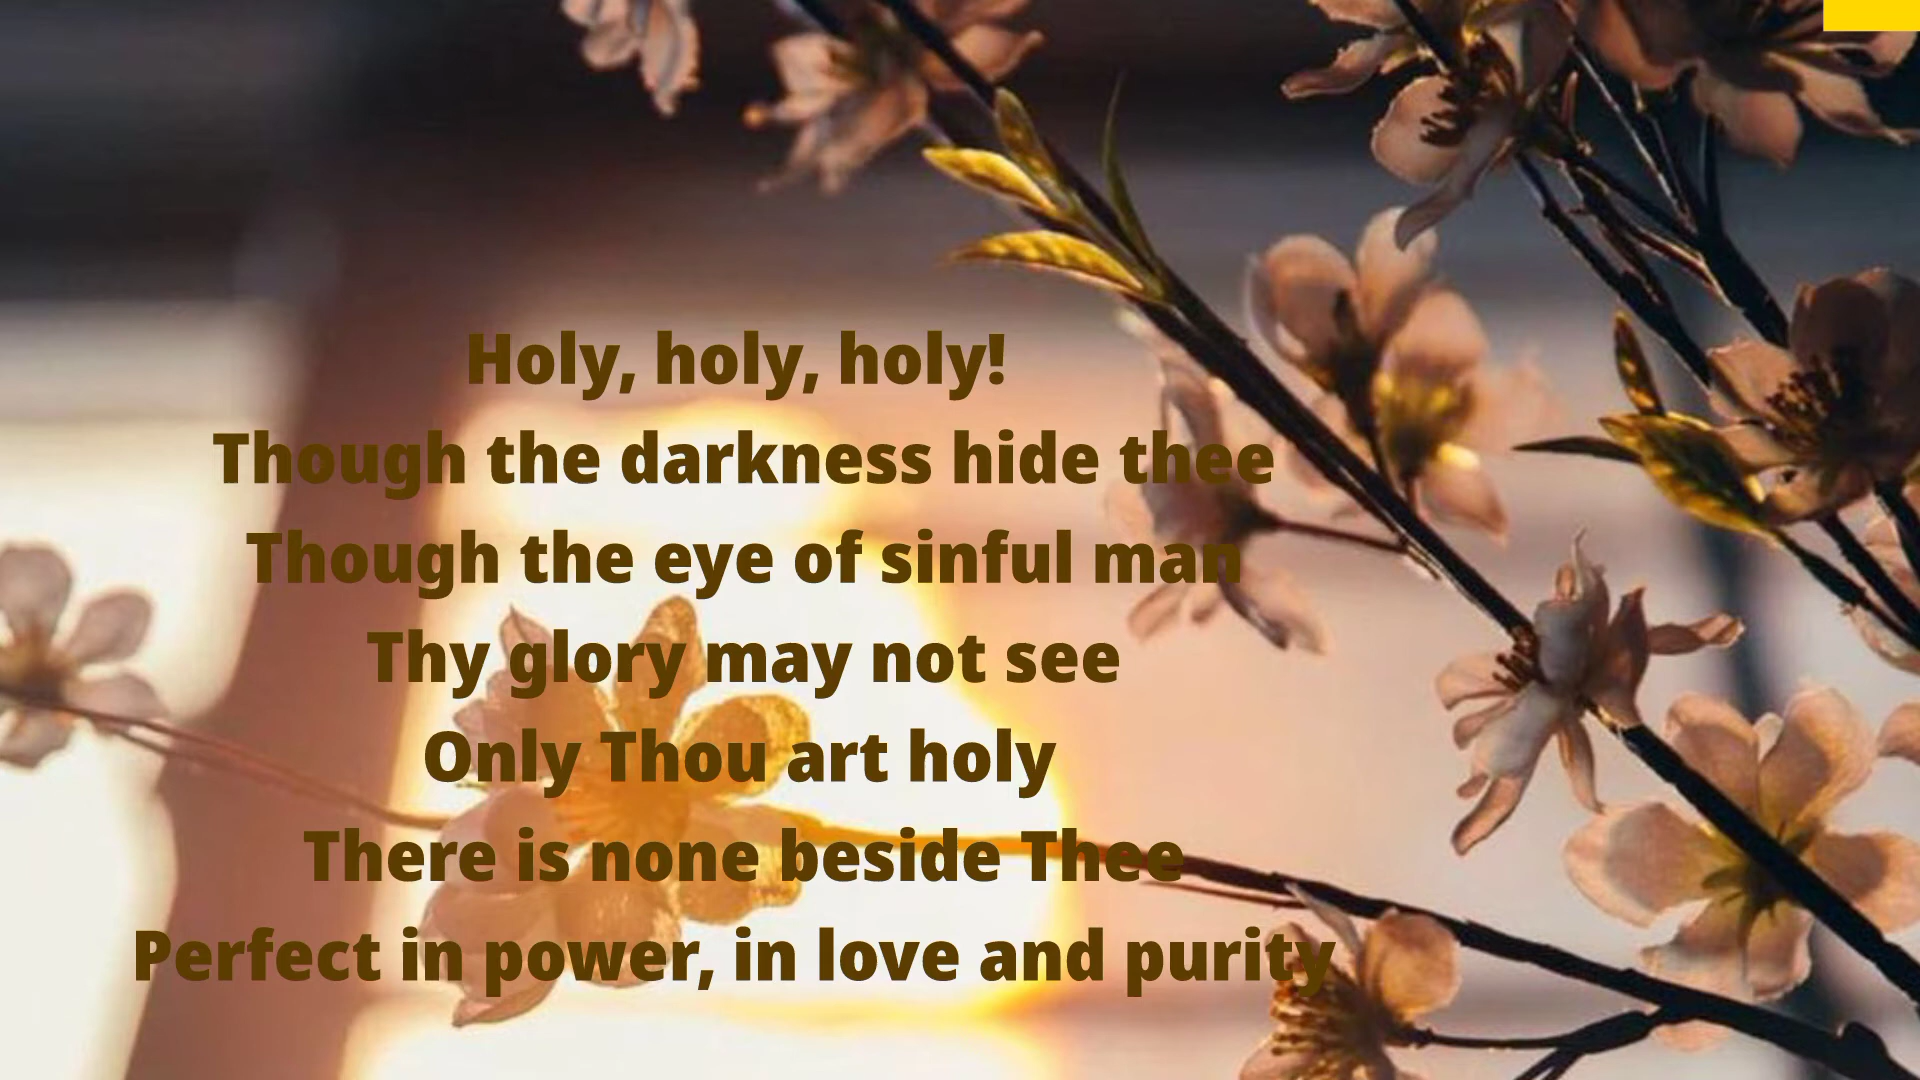 Holy, holy, holy!
Though the darkness hide thee
Though the eye of sinful man
Thy glory may not see
Only Thou art holy
There is none beside Thee
Perfect in power, in love and purity